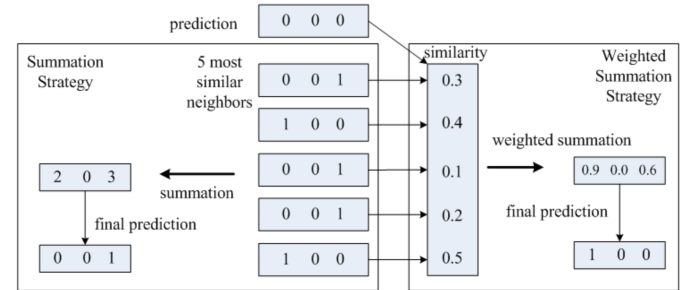 prediction
0 0 0
Summation
Strategy
5 most
similar
neighbors
0 0 1
1 0 0
0 0 1
0 0 1
1 0 0
summation
2 0 3
final prediction
0 0 1
similarity
0.3
0.4
0.1
0.2
0.5
Weighted
Summation
Strategy
weighted summation
0.9 0.0 0.6
final prediction
1 0 0